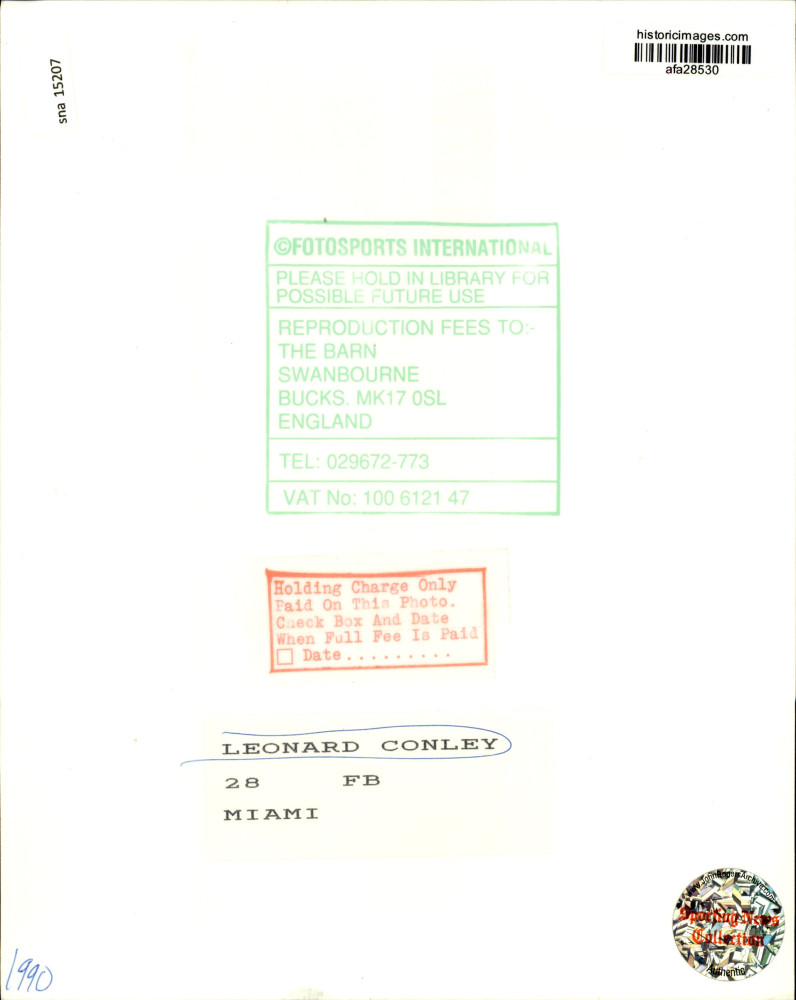 historicimages.com
afa28530
sna 15207
©FOTOSPORTS INTERNATIONAL
PLEASE HOLD IN LIBRARY FOR
POSSIBLE FUTURE USE
REPRODUCTION FEES TO:-
THE BARN
SWANBOURNE
BUCKS. MK17 0SL
ENGLAND
TEL: 029672-773
VAT No: 100 6121 47
Holding Charge Only
Paid On This Photo.
Check Box And Date
When Full Fee Is Paid
Date..........
LEONARD CONLEY
28 FB
MIAMI
Sporting News
Collection
Authentic
1990